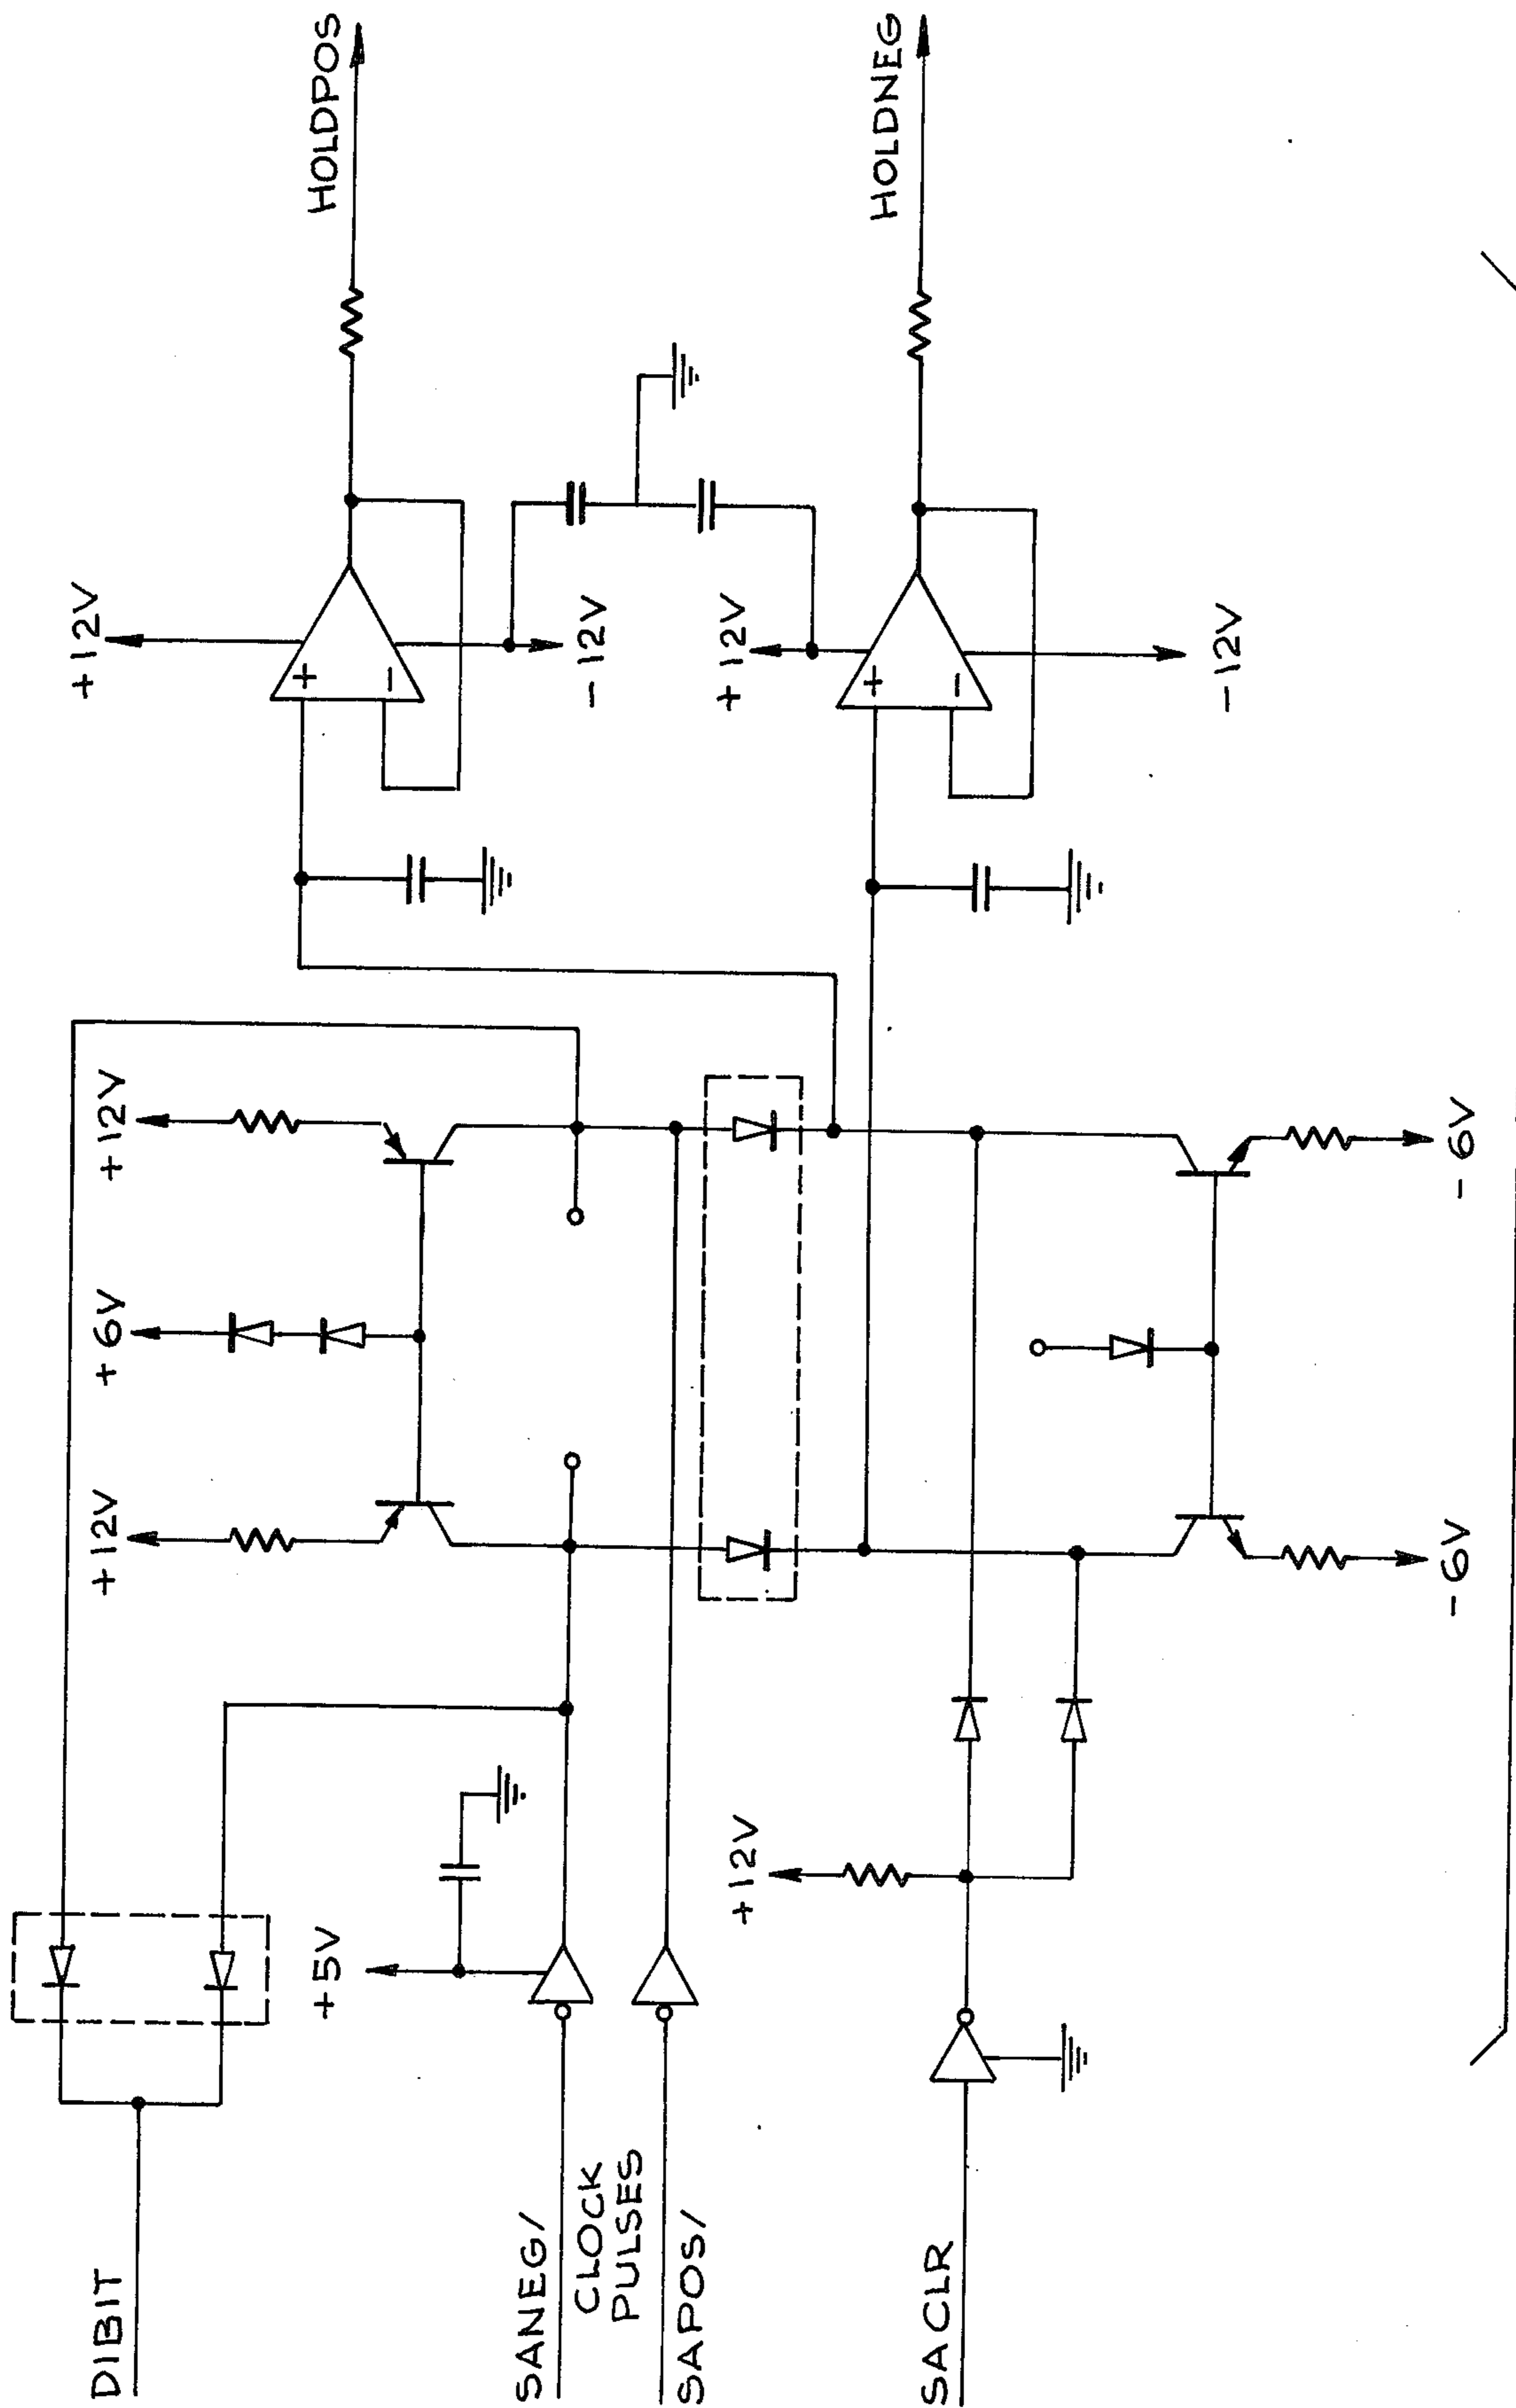 DIBIT
SANEG/
CLOCK
PULSES
SAPOS/
SACLR
+5V
+12V
+12V
+6V
+12V
-6V
-6V
+12V
+
-
-12V
+12V
+
-
-12V
HOLDPOS
HOLDNEG